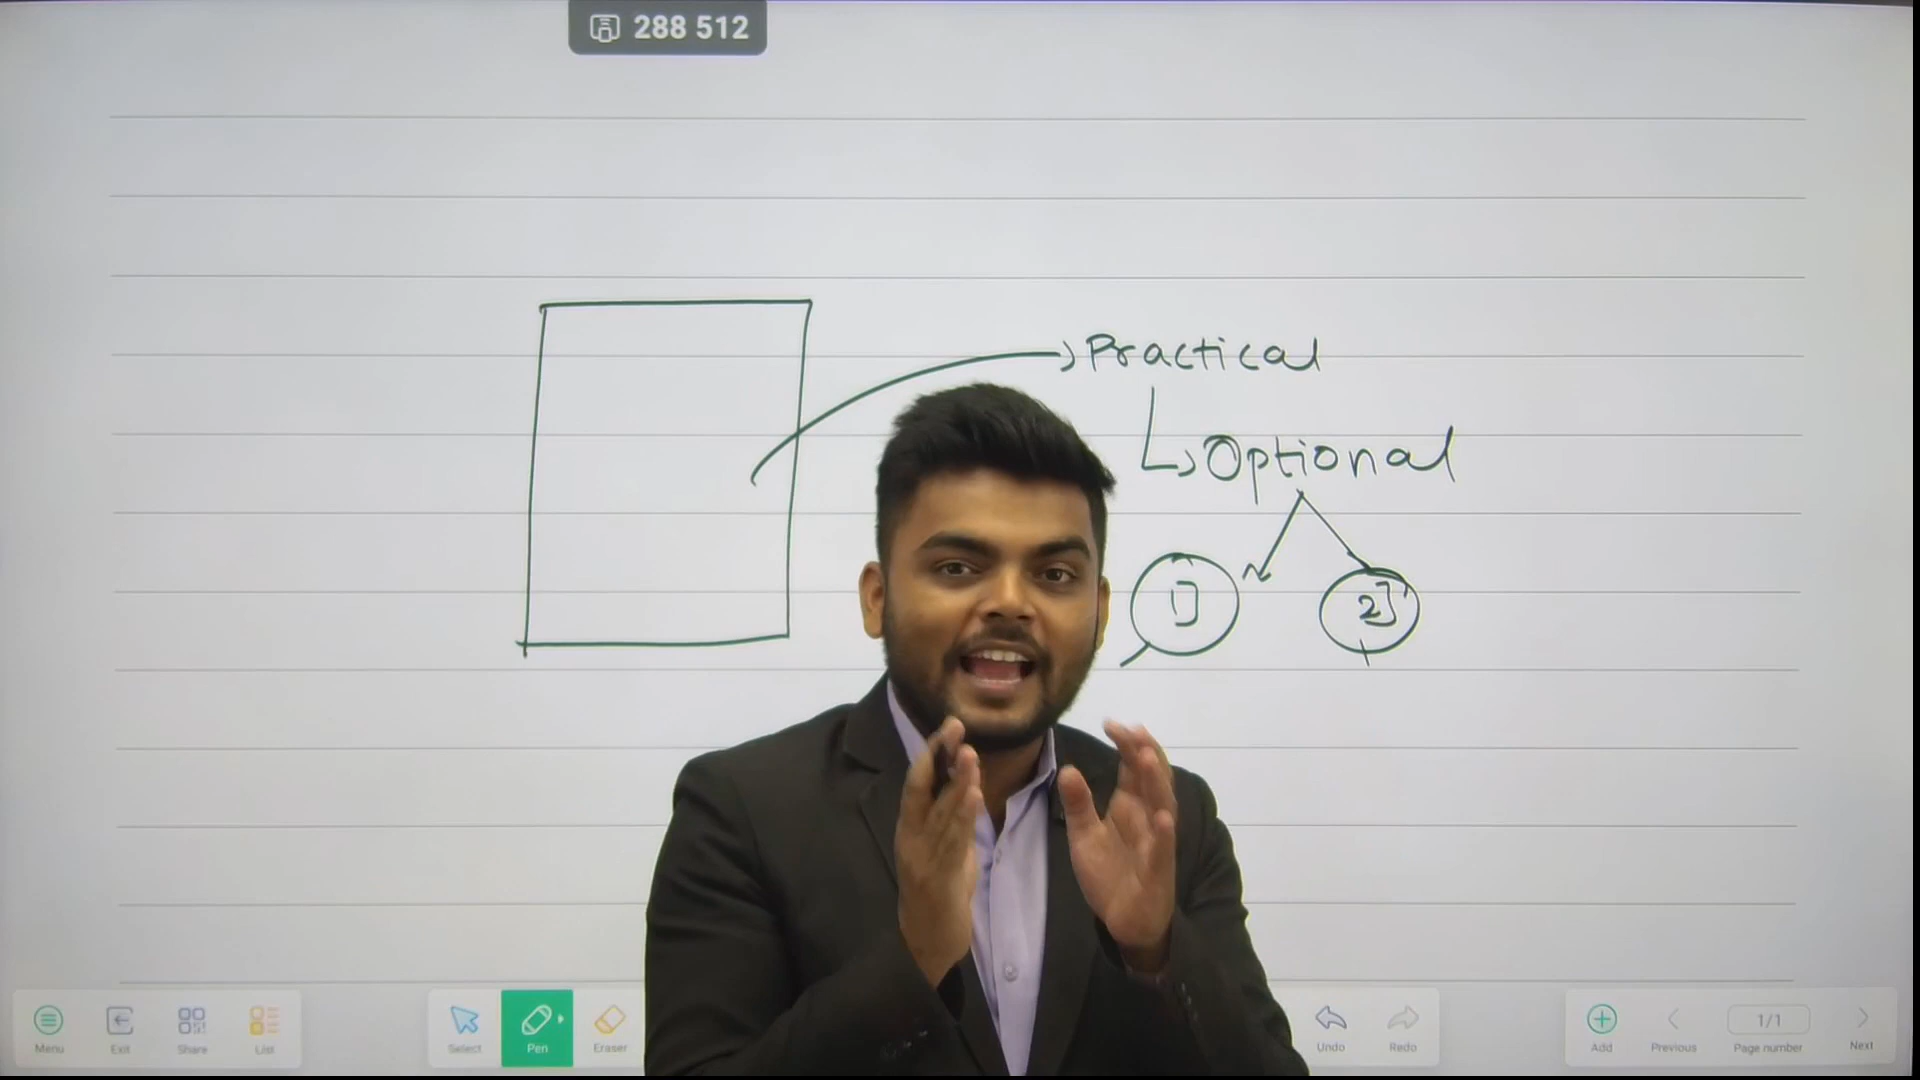 288 512
Practical
Optional
1]
2]
Menu
Exit
Share
List
Select
Pen
Eraser
Undo
Redo
Add
Previous
1/1
Page number
Next